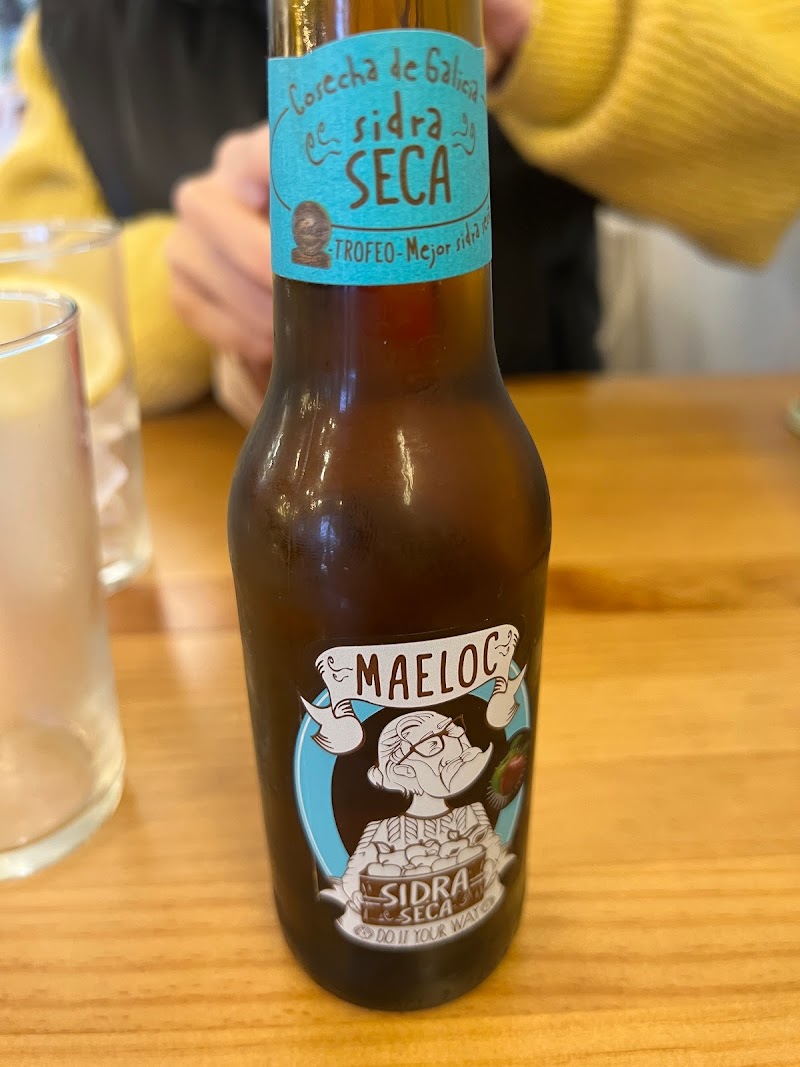 Cosecha de Galicia
sidra
SECA
-TROFEO- Mejor sidra
MAELOC
SIDRA
SECA
DO IT YOUR WAY